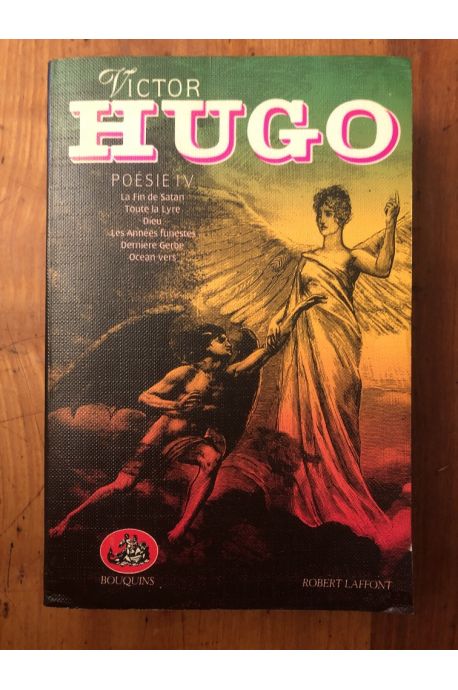 VICTOR
HUGO
POÉSIE IV
La Fin de Satan
Toute la Lyre
Dieu
Les Années funestes
Dernière Gerbe
Océan vers
BOUQUINS
ROBERT LAFFONT